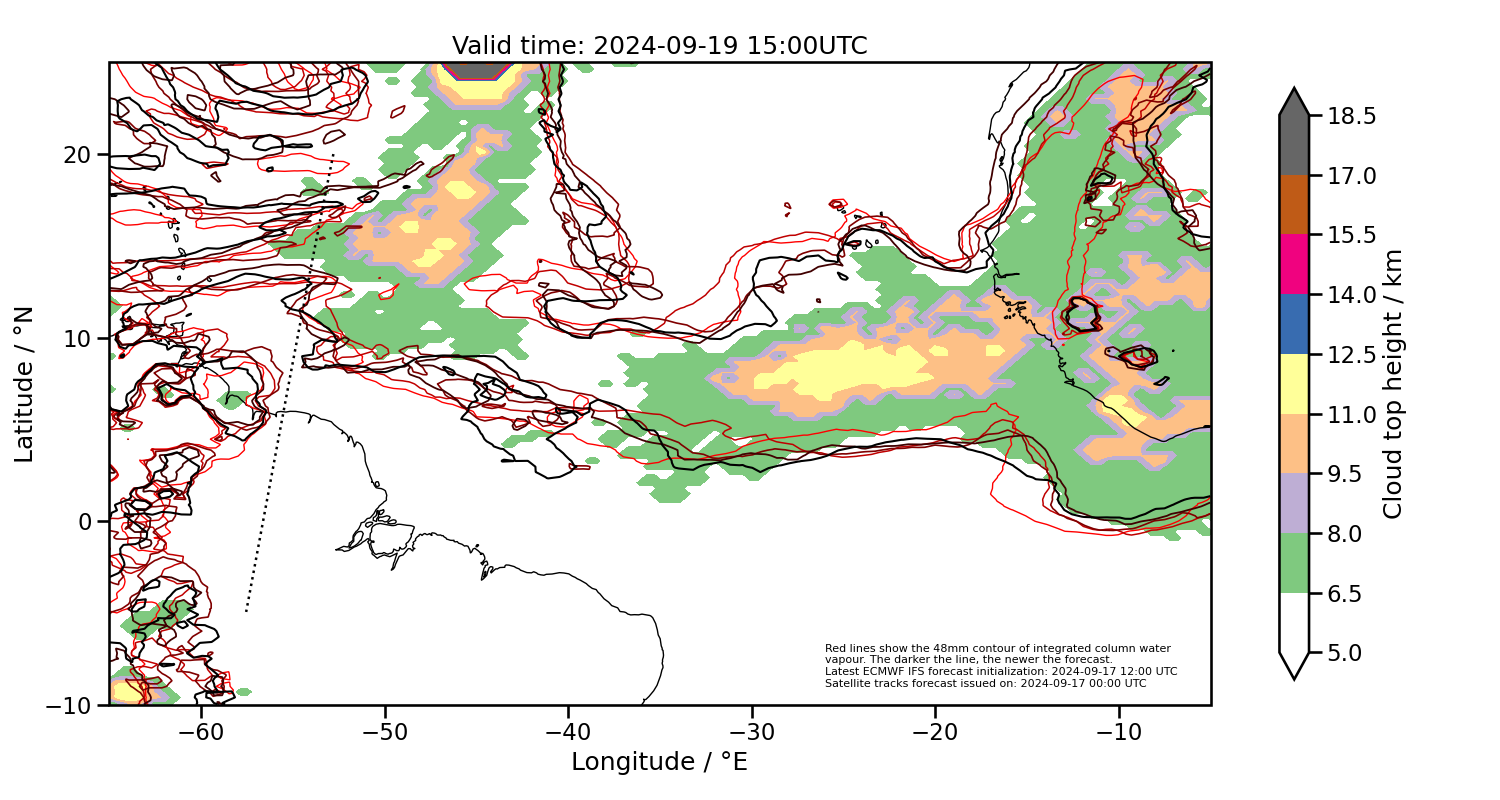 Valid time: 2024-09-19 15:00UTC
Latitude / °N
20
10
0
−10
−60
−50
−40
−30
−20
−10
Longitude / °E
Red lines show the 48mm contour of integrated column water
vapour. The darker the line, the newer the forecast.
Latest ECMWF IFS forecast initialization: 2024-09-17 12:00 UTC
Satellite tracks forecast issued on: 2024-09-17 00:00 UTC
18.5
17.0
15.5
14.0
12.5
11.0
9.5
8.0
6.5
5.0
Cloud top height / km